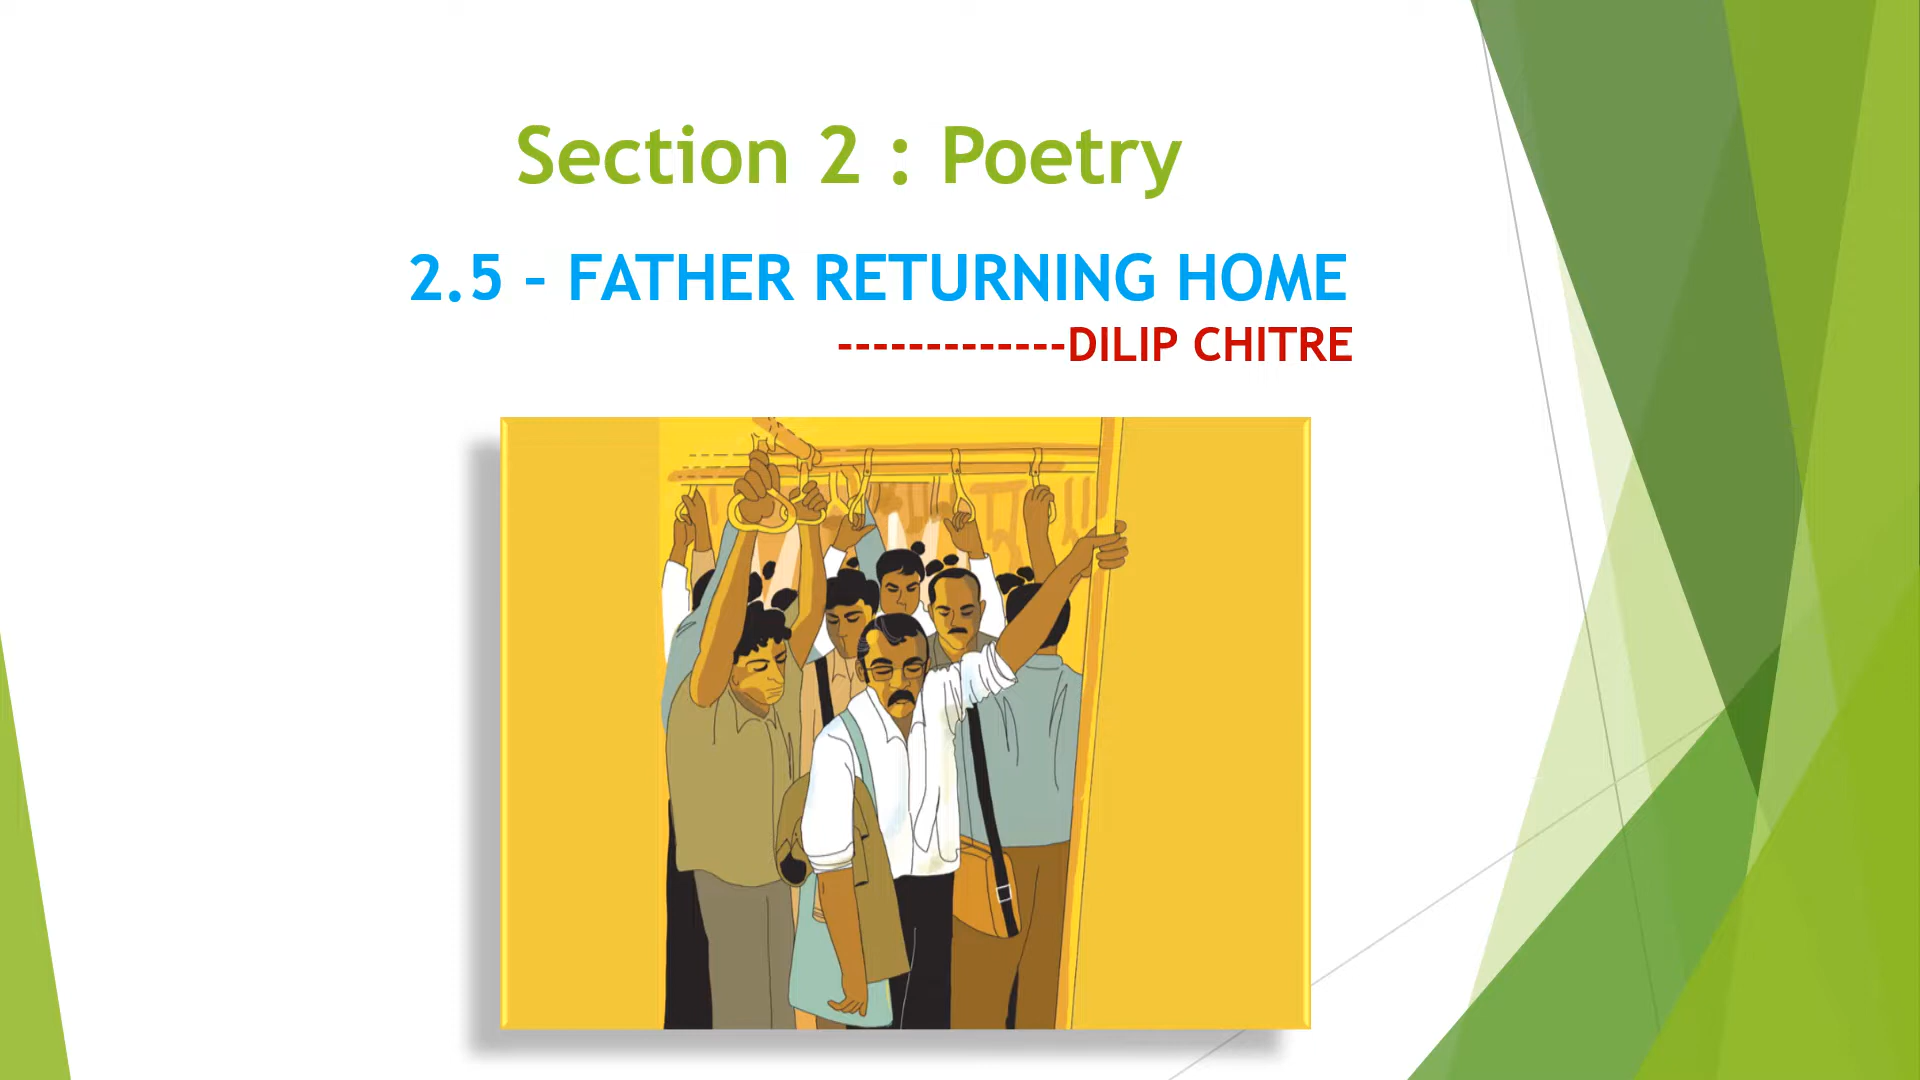 Section 2 : Poetry
2.5 – FATHER RETURNING HOME
-------------DILIP CHITRE